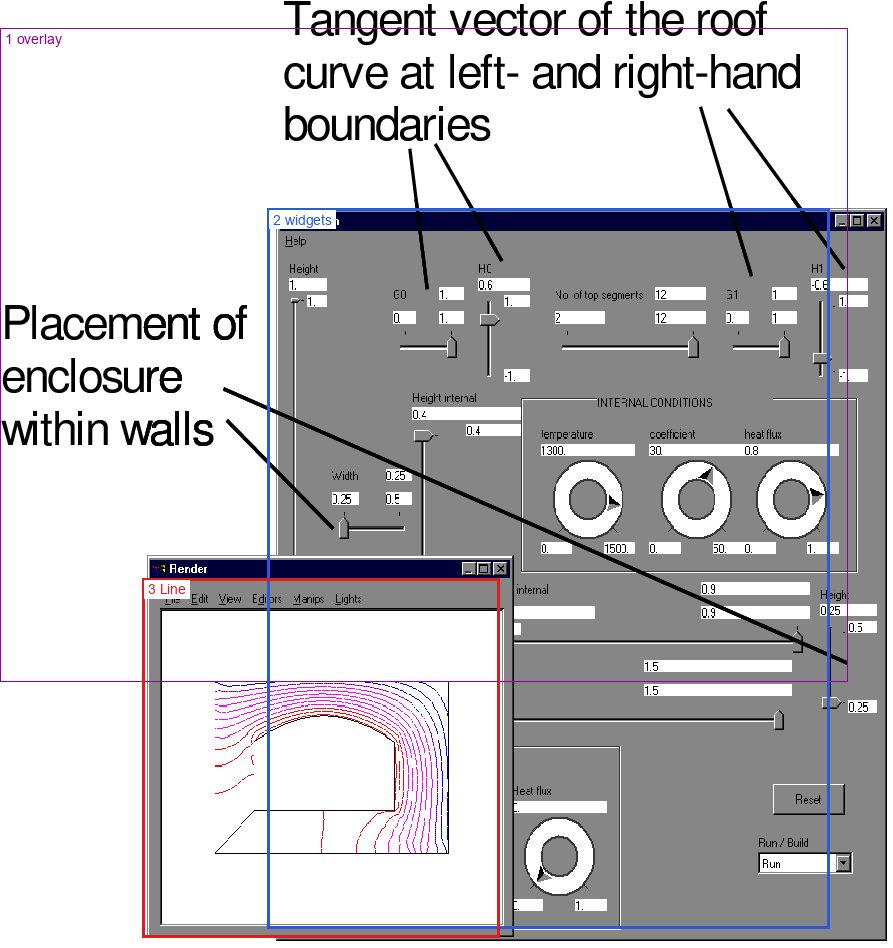 Tangent vector of the roof
curve at left- and right-hand
boundaries
1 overlay
2 widgets
Help
Height
1.
1.
G0
1.
0.
1.
H0
0.6
1.
-1.
No. of top segments
12
2
12
G1
1
0.
1
H1
-0.6
1.
-1.
Placement of
enclosure
within walls
Height internal
0.4
0.4
Width
0.25
0.25
0.5
INTERNAL CONDITIONS
temperature
coefficient
heat flux
1300.
30.
0.8
0.
1500.
0.
50.
0.
1.
Render
3 Line
Edit View Editors Manips Lights
internal
0.9
0.9
Height
0.25
0.5
0.25
1.5
1.5
Heat flux
1.
Reset
Run / Build
Run